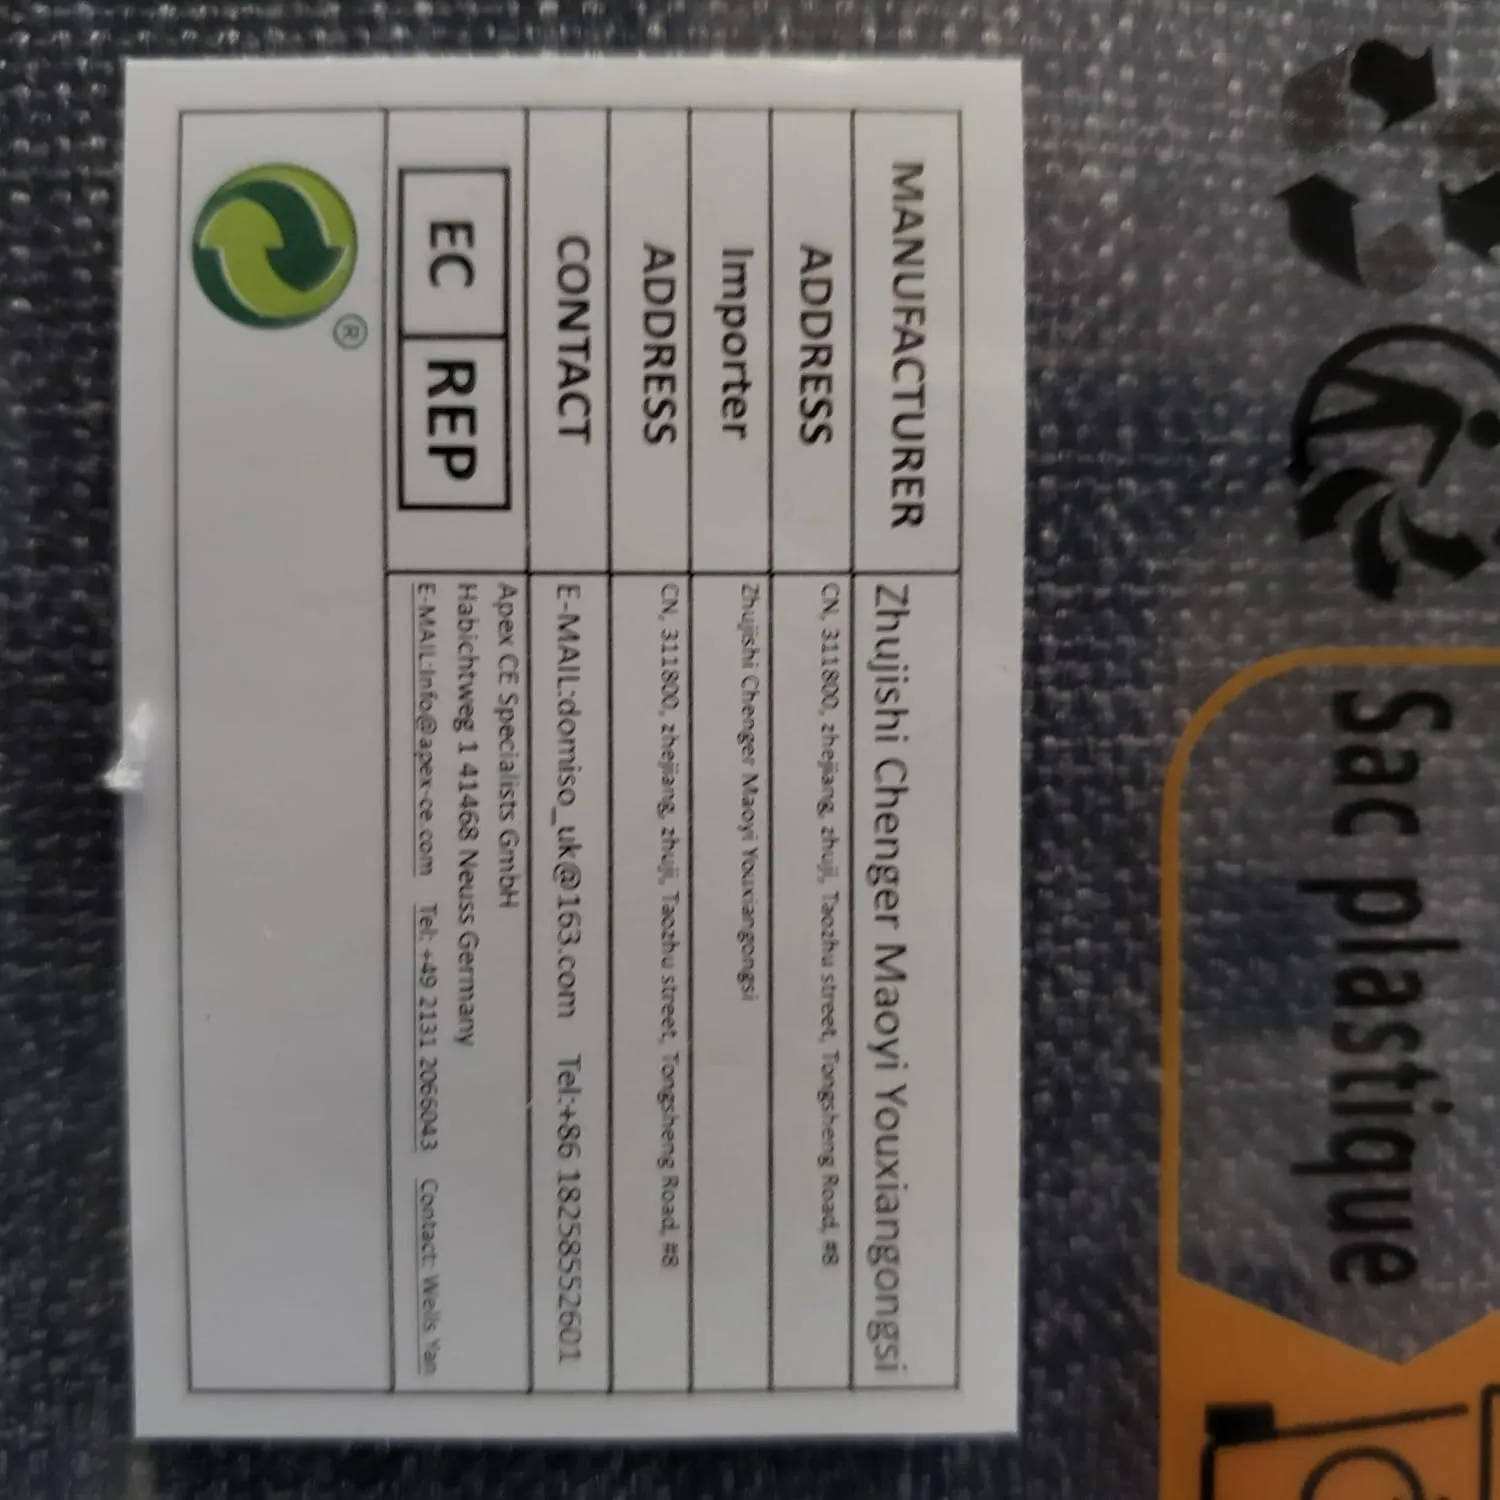 MANUFACTURER Zhujishi Chenger Maoyi Youxiangongsi
ADDRESS CN, 311800, zhejiang, zhuji, Taozhu street, Tongsheng Road, #8
Importer Zhujishi Chenger Maoyi Youxiangongsi
ADDRESS CN, 311800, zhejiang, zhuji, Taozhu street, Tongsheng Road, #8
CONTACT E-MAIL:domiso_uk@163.com Tel:+86 18258552601
EC REP
Apex CE Specialists GmbH
Habichtweg 1 41468 Neuss Germany
E-MAIL:Info@apex-ce.com Tel: +49 2131 2066043 Contact: Wells Yan
®
Sac plastique